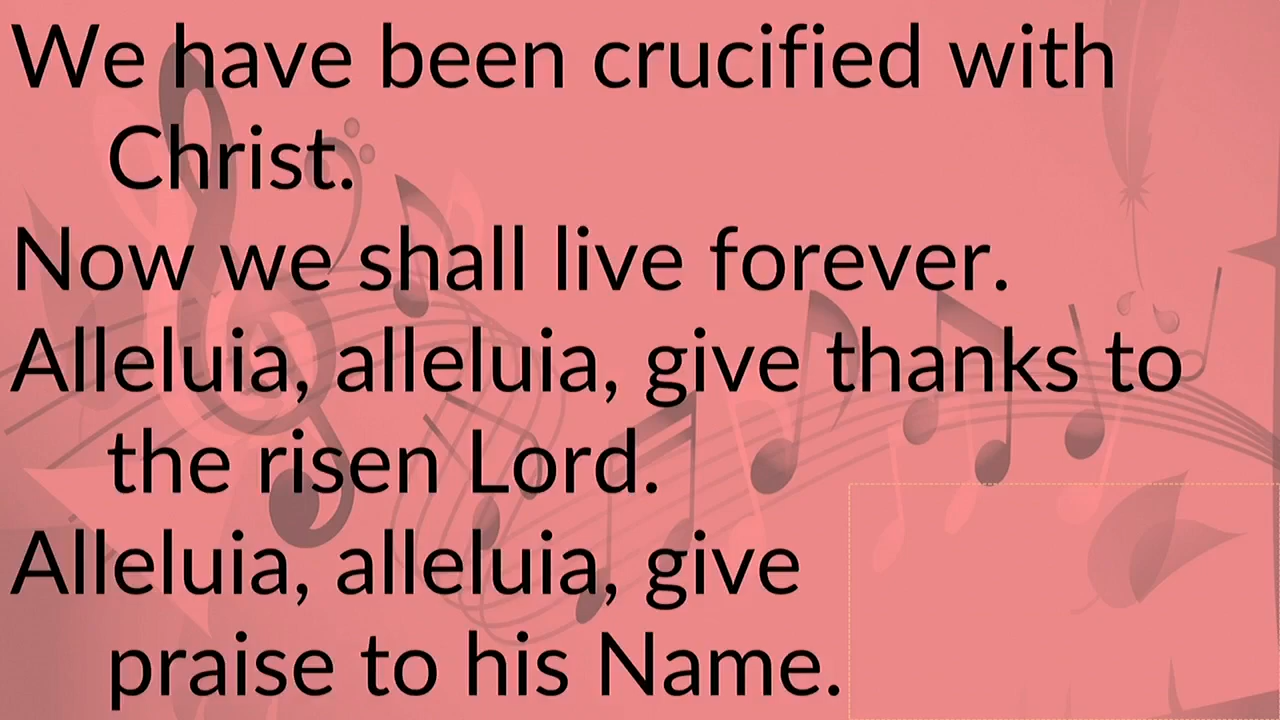 We have been crucified with
Christ.
Now we shall live forever.
Alleluia, alleluia, give thanks to
the risen Lord.
Alleluia, alleluia, give
praise to his Name.